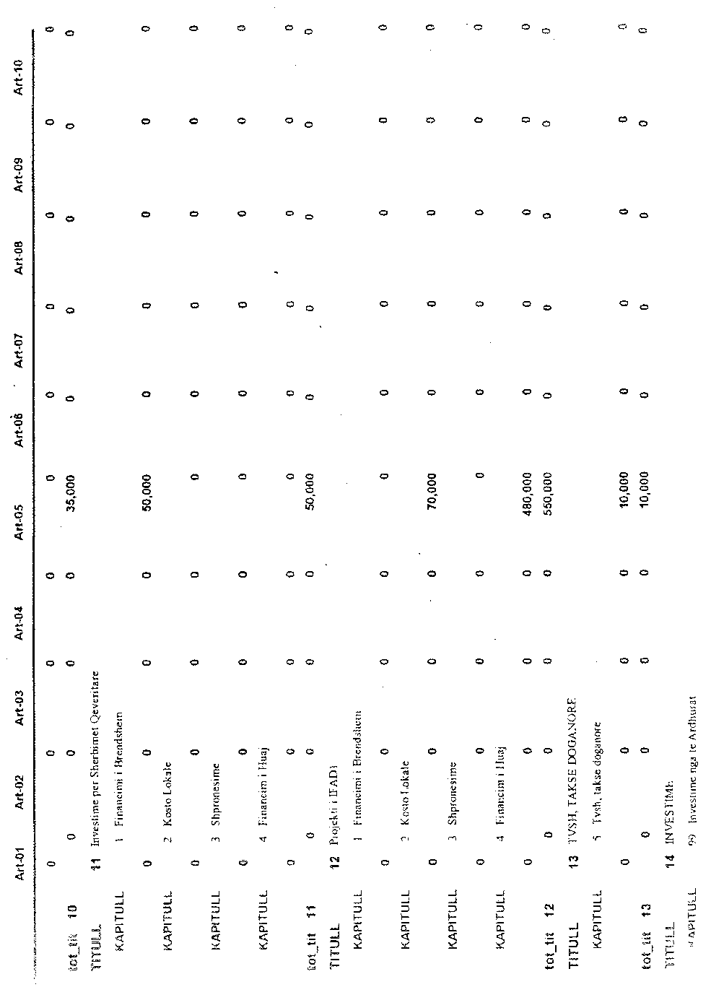 Art-01 Art-02 Art-03 Art-04 Art-05 Art-06 Art-07 Art-08 Art-09 Art-10
0 0 0 0 0 0 0 0 0 0
tot_tit 10 0 0 0 0 35,000 0 0 0 0 0
TITULL 11 Investime per Sherbimet Qeveritare
KAPITULL 1 Financimi i Brendshem
0 0 0 0 50,000 0 0 0 0 0
KAPITULL 2 Kosto Lokale
0 0 0 0 0 0 0 0 0 0
KAPITULL 3 Shpronesime
0 0 0 0 0 0 0 0 0 0
KAPITULL 4 Financim i Huaj
0 0 0 0 0 0 0 0 0 0
tot_tit 11 0 0 0 0 50,000 0 0 0 0 0
TITULL 12 Projekti i IFADI
KAPITULL 1 Financimi i Brendshem
0 0 0 0 0 0 0 0 0 0
KAPITULL 2 Kosto Lokale
0 0 0 0 70,000 0 0 0 0 0
KAPITULL 3 Shpronesime
0 0 0 0 0 0 0 0 0 0
KAPITULL 4 Financim i Huaj
0 0 0 0 480,000 0 0 0 0 0
tot_tit 12 0 0 0 0 550,000 0 0 0 0 0
TITULL 13 TVSH, TAKSE DOGANORE
KAPITULL 5 Tvsh, takse doganore
0 0 0 0 10,000 0 0 0 0 0
tot_tit 13 0 0 0 0 10,000 0 0 0 0 0
TITULL 14 INVESTIME
KAPITULL 99 Investime nga te Ardhurat